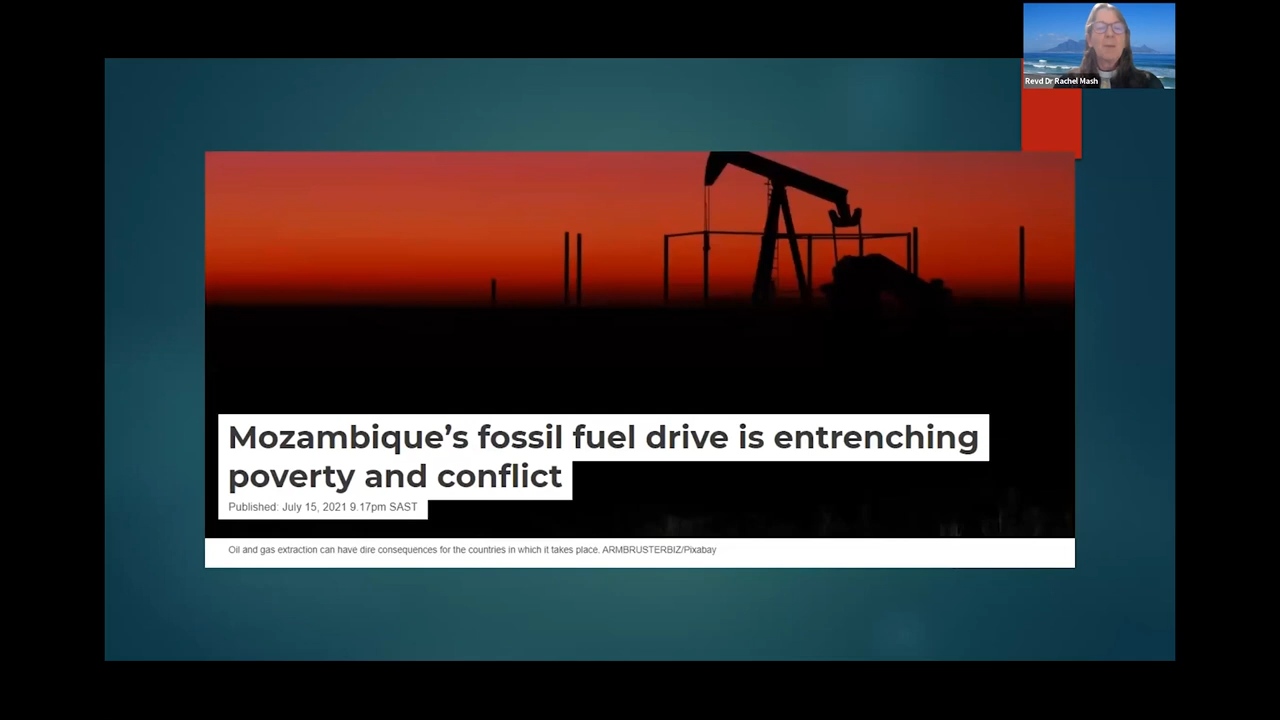 Revd Dr Rachel Mash
Mozambique’s fossil fuel drive is entrenching
poverty and conflict
Published: July 15, 2021 9.17pm SAST
Oil and gas extraction can have dire consequences for the countries in which it takes place. ARMBRUSTERBIZ/Pixabay